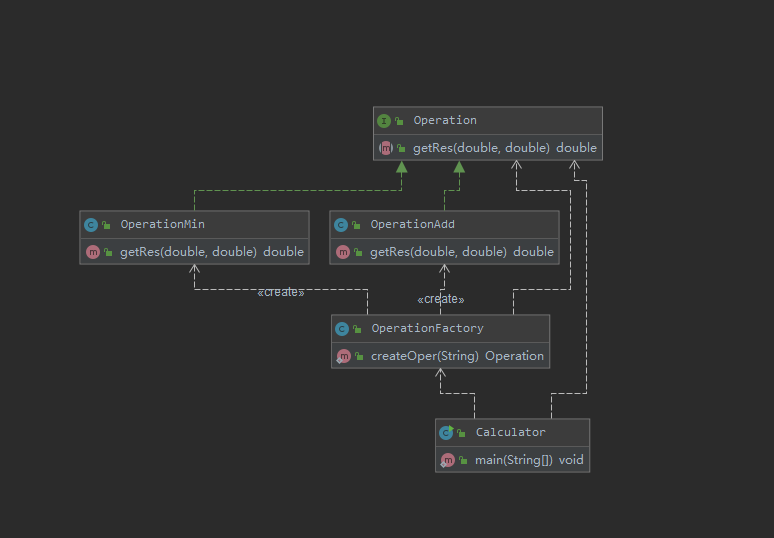 Operation
getRes(double, double) double
OperationMin
getRes(double, double) double
OperationAdd
getRes(double, double) double
«create»
«create»
OperationFactory
createOper(String) Operation
Calculator
main(String[]) void